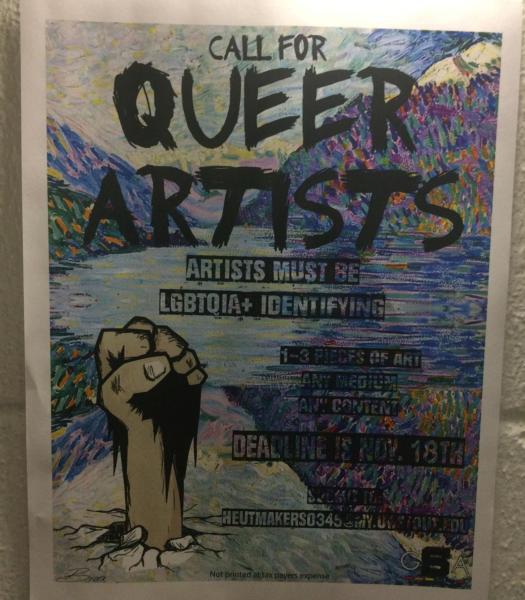 CALL FOR
QUEER
ARTISTS
ARTISTS MUST BE
LGBTQIA+ IDENTIFYING
1-3 PIECES OF ART
ANY MEDIUM
ANY CONTENT
DEADLINE IS NOV. 18TH
Not printed at tax payers expense